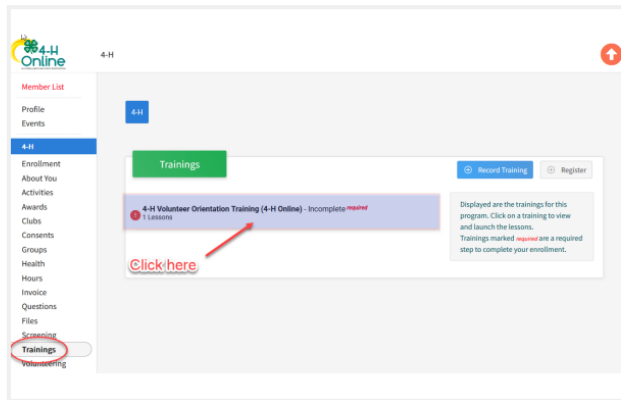 4-H
Online
4-H
Member List
Profile
Events
4-H
Enrollment
About You
Activities
Awards
Clubs
Consents
Groups
Health
Hours
Invoice
Questions
Files
Screening
Trainings
Volunteering
4-H
Trainings
Record Training
Register
4-H Volunteer Orientation Training (4-H Online) - Incomplete required
1 Lessons
Click here
Displayed are the trainings for this
program. Click on a training to view
and launch the lessons.
Trainings marked required are a required
step to complete your enrollment.